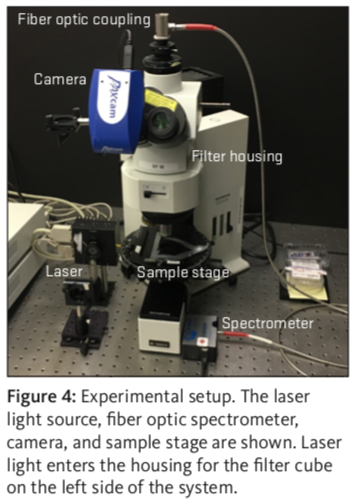 Fiber optic coupling
Camera
Pixcam
Filter housing
Laser
Sample stage
Spectrometer
Figure 4: Experimental setup. The laser
light source, fiber optic spectrometer,
camera, and sample stage are shown. Laser
light enters the housing for the filter cube
on the left side of the system.